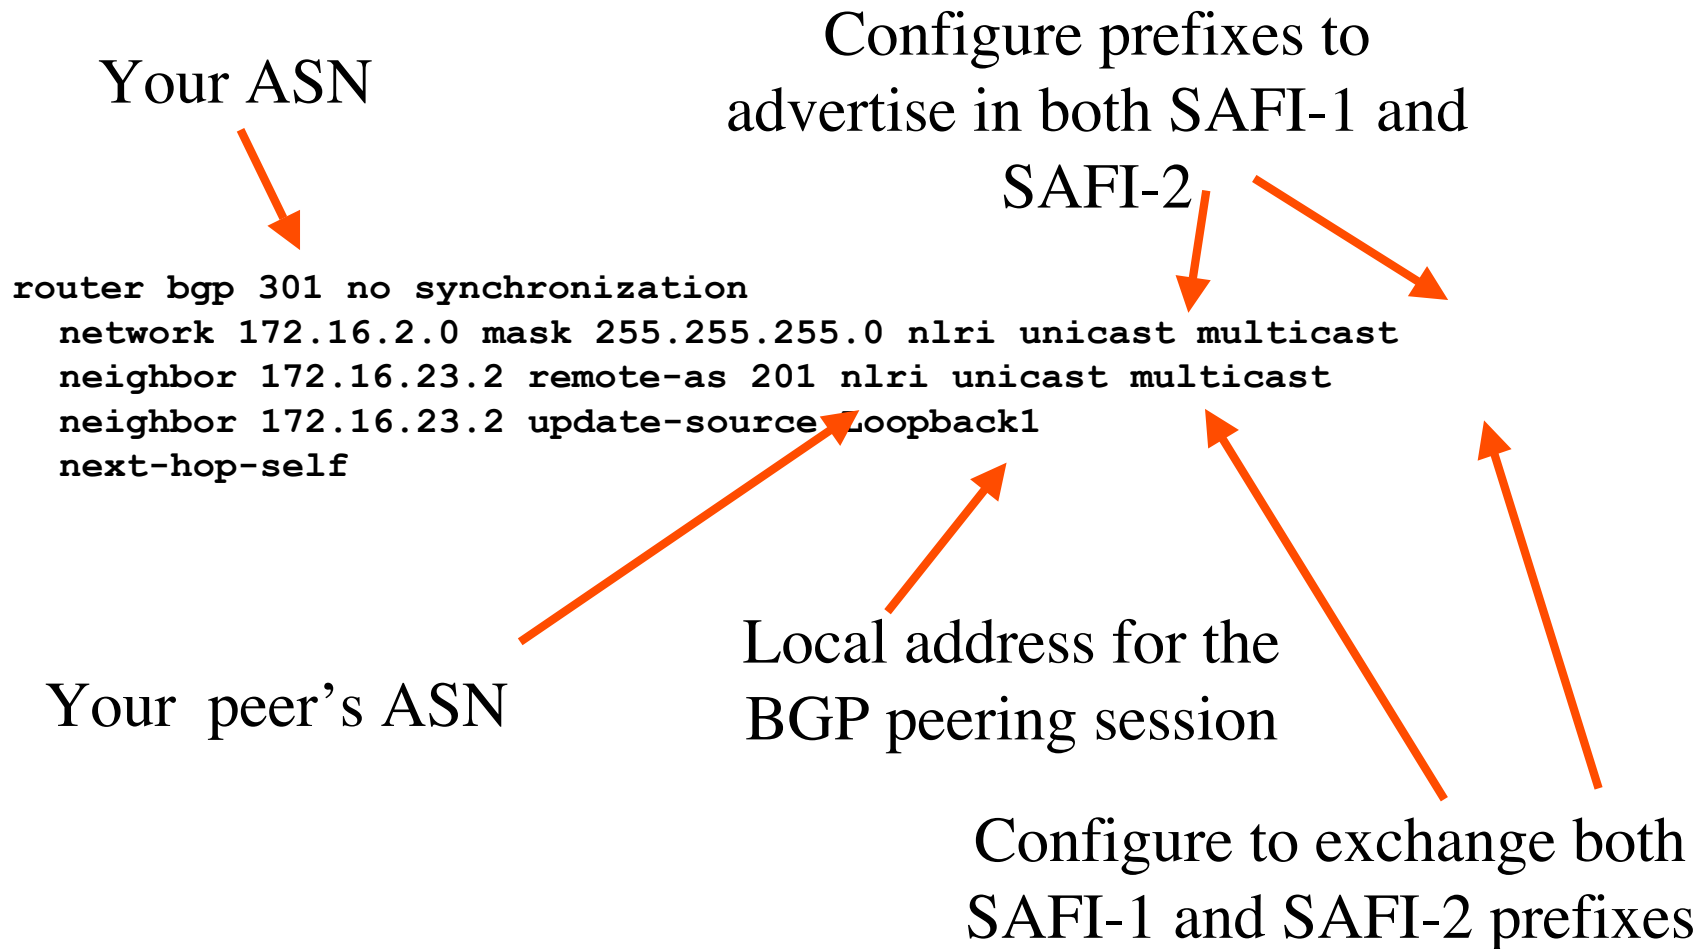 Your ASN
Configure prefixes to
advertise in both SAFI-1 and
SAFI-2
router bgp 301 no synchronization
network 172.16.2.0 mask 255.255.255.0 nlri unicast multicast
neighbor 172.16.23.2 remote-as 201 nlri unicast multicast
neighbor 172.16.23.2 update-source Loopback1
next-hop-self
Your peer’s ASN
Local address for the
BGP peering session
Configure to exchange both
SAFI-1 and SAFI-2 prefixes